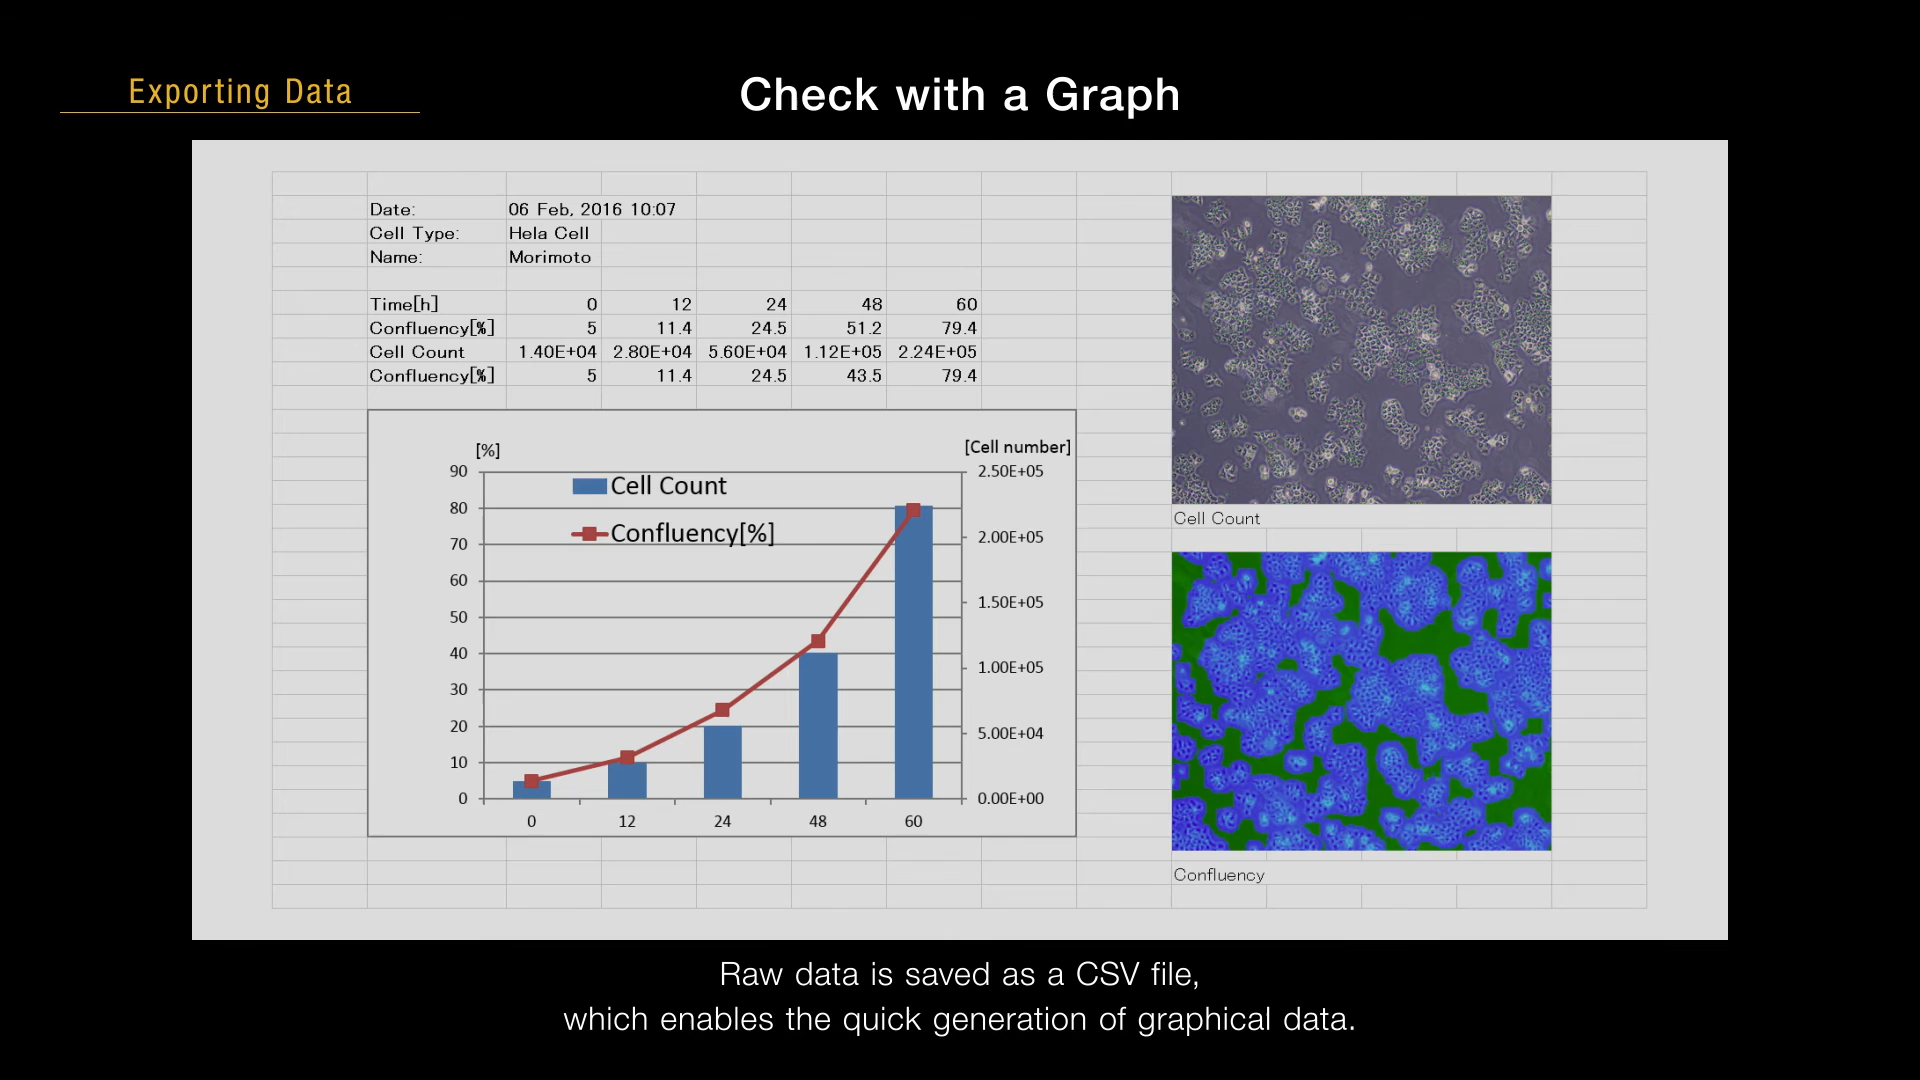 Exporting Data
Check with a Graph
Date: 06 Feb, 2016 10:07
Cell Type: Hela Cell
Name: Morimoto
Time[h] 0 12 24 48 60
Confluency[%] 5 11.4 24.5 51.2 79.4
Cell Count 1.40E+04 2.80E+04 5.60E+04 1.12E+05 2.24E+05
Confluency[%] 5 11.4 24.5 43.5 79.4
[%] [Cell number]
90 2.50E+05
Cell Count
80
Confluency[%]
70 2.00E+05
60
1.50E+05
50
40
1.00E+05
30
20
5.00E+04
10
0 0.00E+00
0 12 24 48 60
Cell Count
Confluency
Raw data is saved as a CSV file,
which enables the quick generation of graphical data.